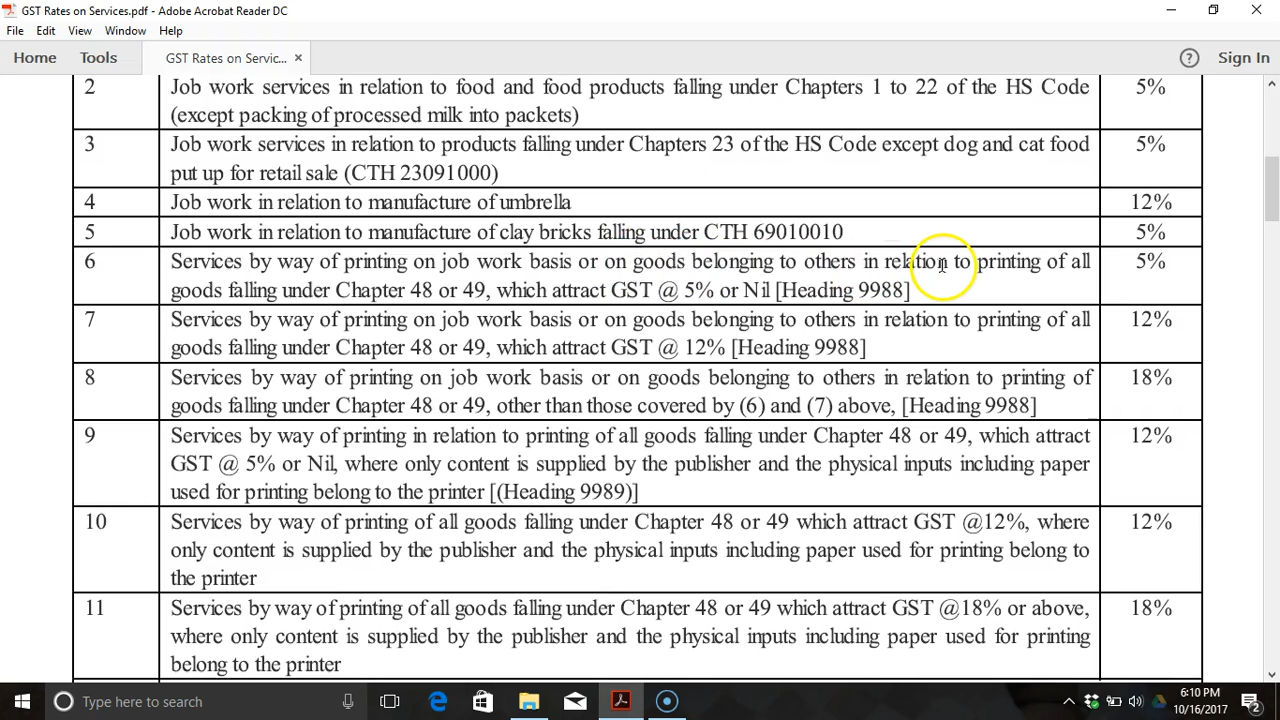 GST Rates on Services.pdf - Adobe Acrobat Reader DC
File Edit View Window Help
Home Tools GST Rates on Servic... × ? Sign In
2 Job work services in relation to food and food products falling under Chapters 1 to 22 of the HS Code 5%
(except packing of processed milk into packets)
3 Job work services in relation to products falling under Chapters 23 of the HS Code except dog and cat food 5%
put up for retail sale (CTH 23091000)
4 Job work in relation to manufacture of umbrella 12%
5 Job work in relation to manufacture of clay bricks falling under CTH 69010010 5%
6 Services by way of printing on job work basis or on goods belonging to others in relation to printing of all 5%
goods falling under Chapter 48 or 49, which attract GST @ 5% or Nil [Heading 9988]
7 Services by way of printing on job work basis or on goods belonging to others in relation to printing of all 12%
goods falling under Chapter 48 or 49, which attract GST @ 12% [Heading 9988]
8 Services by way of printing on job work basis or on goods belonging to others in relation to printing of 18%
goods falling under Chapter 48 or 49, other than those covered by (6) and (7) above, [Heading 9988]
9 Services by way of printing in relation to printing of all goods falling under Chapter 48 or 49, which attract 12%
GST @ 5% or Nil, where only content is supplied by the publisher and the physical inputs including paper
used for printing belong to the printer [(Heading 9989)]
10 Services by way of printing of all goods falling under Chapter 48 or 49 which attract GST @12%, where 12%
only content is supplied by the publisher and the physical inputs including paper used for printing belong to
the printer
11 Services by way of printing of all goods falling under Chapter 48 or 49 which attract GST @18% or above, 18%
where only content is supplied by the publisher and the physical inputs including paper used for printing
belong to the printer
Type here to search
6:10 PM
10/16/2017
2